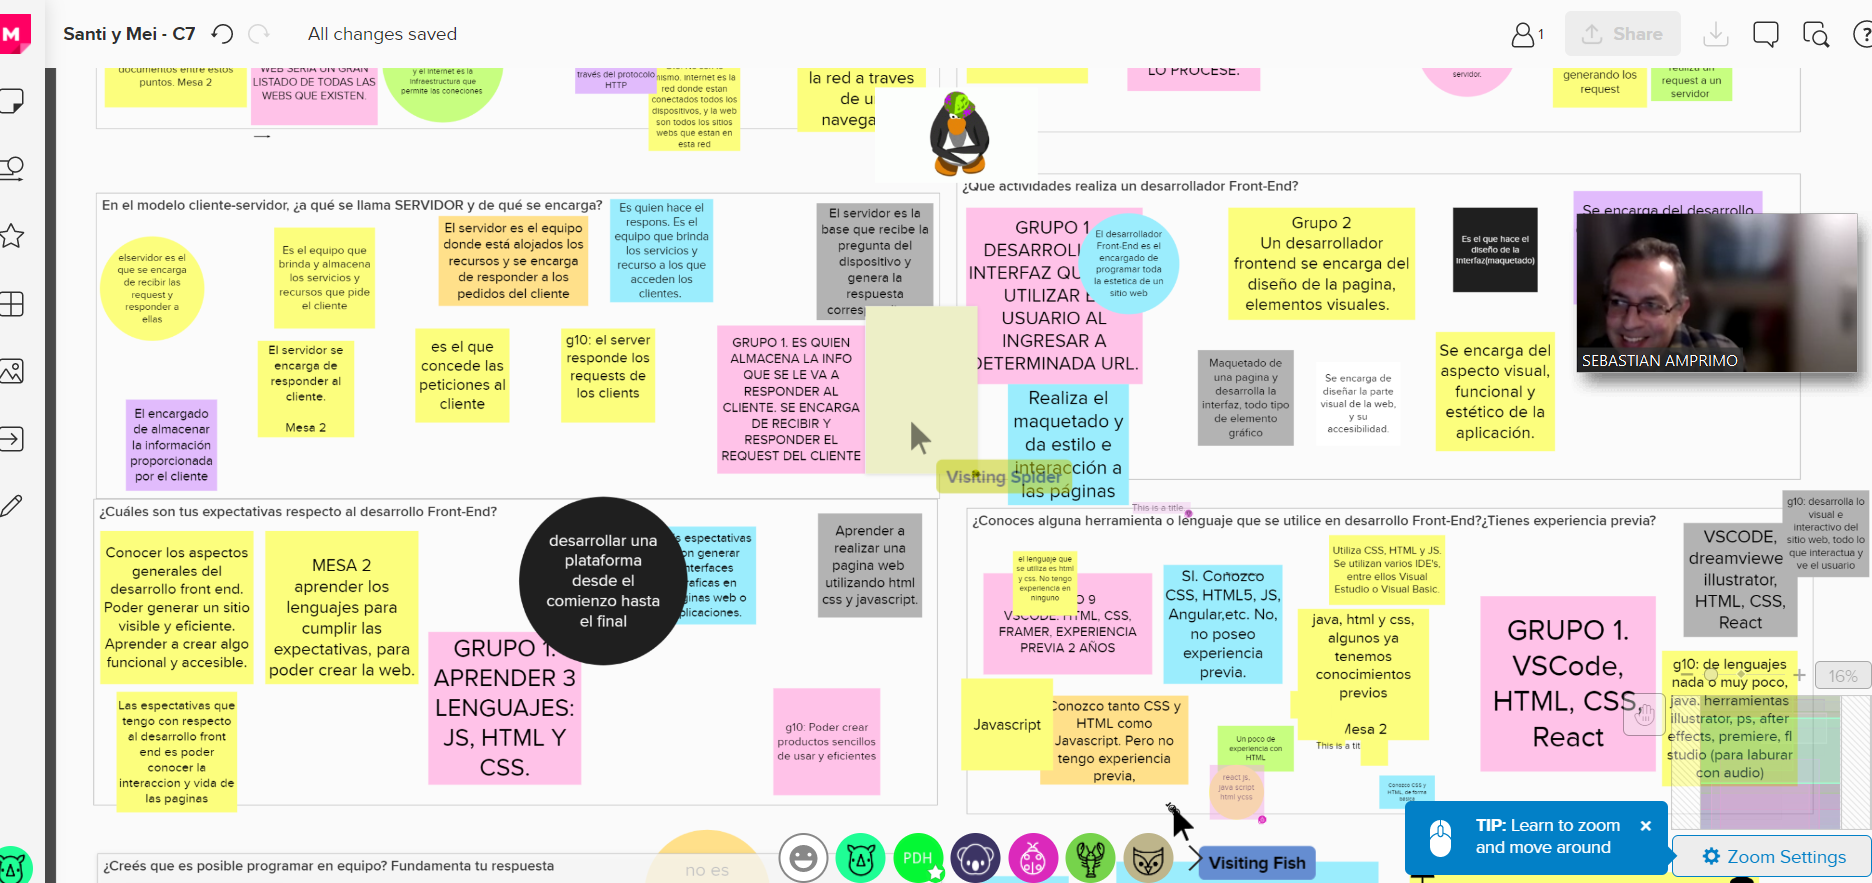 M
Santi y Mei - C7
All changes saved
1
Share
?
documentos entre estos
puntos. Mesa 2
WEB SERIA UN GRAN
LISTADO DE TODAS LAS
WEBS QUE EXISTEN.
y el internet es la
infraestructura que
permite las coneciones
través del protocolo
HTTP
mismo. internet es la
red donde estan
conectados todos los
dispositivos, y la web
son todos los sitios
webs que estan en
esta red
la red a traves
de u
navega
LO PROCESE.
servidor.
generando los
request
realiza un
request a un
servidor
En el modelo cliente-servidor, ¿a qué se llama SERVIDOR y de qué se encarga?
elservidor es el
que se encarga
de recibir las
request y
responder a
ellas
Es el equipo que
brinda y almacena
los servicios y
recursos que pide
el cliente
El servidor es el equipo
donde está alojados los
recursos y se encarga
de responder a los
pedidos del cliente
Es quien hace el
respons. Es el
equipo que brinda
los servicios y
recurso a los que
acceden los
clientes.
El servidor es la
base que recibe la
pregunta del
dispositivo y
genera la
respuesta
corres
El encargado
de almacenar
la información
proporcionada
por el cliente
El servidor se
encarga de
responder al
cliente.
Mesa 2
es el que
concede las
peticiones al
cliente
g10: el server
responde los
requests de
los clients
GRUPO 1. ES QUIEN
ALMACENA LA INFO
QUE SE LE VA A
RESPONDER AL
CLIENTE. SE ENCARGA
DE RECIBIR Y
RESPONDER EL
REQUEST DEL CLIENTE
Visiting Spider
¿Que actividades realiza un desarrollador Front-End?
GRUPO 1
DESARROLL
INTERFAZ QU
UTILIZAR E
USUARIO AL
INGRESAR A
DETERMINADA URL.
El desarrollador
Front-End es el
encargado de
programar toda
la estetica de un
sitio web
Grupo 2
Un desarrollador
frontend se encarga del
diseño de la pagina,
elementos visuales.
Es el que hace el
diseño de la
interfaz(maquetado)
Se encarga del desarrollo
SEBASTIAN AMPRIMO
Realiza el
maquetado y
da estilo e
interacción a
las páginas
Maquetado de
una pagina y
desarrolla la
interfaz, todo tipo
de elemento
gráfico
Se encarga de
diseñar la parte
visual de la web,
y su
accesibilidad.
Se encarga del
aspecto visual,
funcional y
estético de la
aplicación.
¿Cuáles son tus expectativas respecto al desarrollo Front-End?
Conocer los aspectos
generales del
desarrollo front end.
Poder generar un sitio
visible y eficiente.
Aprender a crear algo
funcional y accesible.
MESA 2
aprender los
lenguajes para
cumplir las
expectativas, para
poder crear la web.
desarrollar una
plataforma
desde el
comienzo hasta
el final
s espectativas
on generar
nterfaces
raficas en
ginas web o
plicaciones.
Aprender a
realizar una
pagina web
utilizando html
css y javascript.
Las espectativas que
tengo con respecto
al desarrollo front
end es poder
conocer la
interaccion y vida de
las paginas
GRUPO 1.
APRENDER 3
LENGUAJES:
JS, HTML Y
CSS.
g10: Poder crear
productos sencillos
de usar y eficientes
This is a title
¿Conoces alguna herramienta o lenguaje que se utilice en desarrollo Front-End?¿Tienes experiencia previa?
el lenguaje que
se utiliza es html
y css. No tengo
experiencia en
ninguno
O 9
VSCODE. HTML, CSS,
FRAMER, EXPERIENCIA
PREVIA 2 AÑOS
SI. Conozco
CSS, HTML5, JS,
Angular,etc. No,
no poseo
experiencia
previa.
Utiliza CSS, HTML y JS.
Se utilizan varios IDE's,
entre ellos Visual
Estudio o Visual Basic.
java, html y css,
algunos ya
tenemos
conocimientos
previos
Mesa 2
This is a tit
GRUPO 1.
VSCode,
HTML, CSS,
React
VSCODE,
dreamviewe
illustrator,
HTML, CSS,
React
g10: desarrolla lo
visual e
interactivo del
sitio web, todo lo
que interactua y
ve el usuario
g10: de lenguajes
nada o muy poco,
java. herramientas
illustrator, ps, after
effects, premiere, fl
studio (para laburar
con audio)
Javascript
Conozco tanto CSS y
HTML como
Javascript. Pero no
tengo experiencia
previa,
Un poco de
experiencia con
HTML
react js,
java script
html ycss
Conozco CSS y
HTML, de forma
basica
16%
TIP: Learn to zoom
and move around
Zoom Settings
¿Creés que es posible programar en equipo? Fundamenta tu respuesta
no es
PDH
Visiting Fish